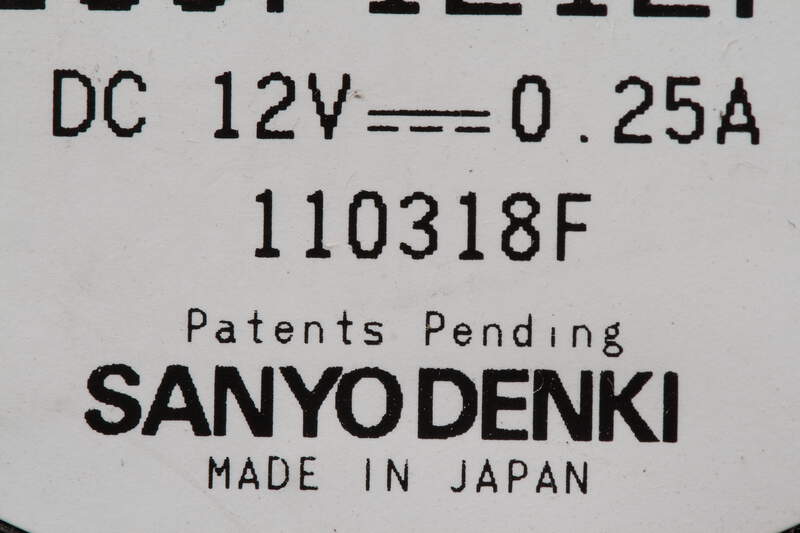 DC 12V⎓0.25A
110318F
Patents Pending
SANYO DENKI
MADE IN JAPAN